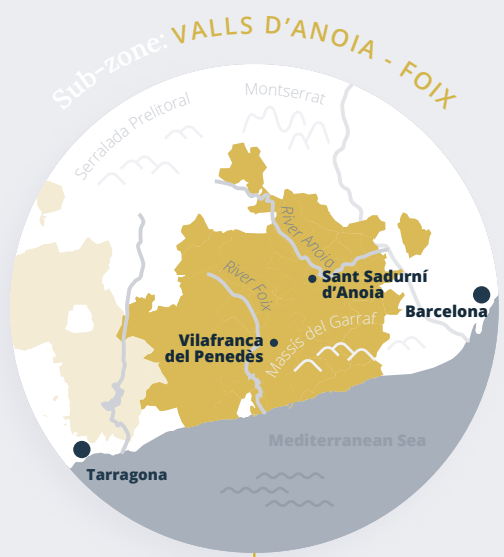 Sub-zone: VALLS D'ANOIA - FOIX
Montserrat
Serralada Prelitoral
River Anoia
River Foix
Sant Sadurní
d'Anoia
Barcelona
Vilafranca
del Penedès
Massís del Garraf
Mediterranean Sea
Tarragona